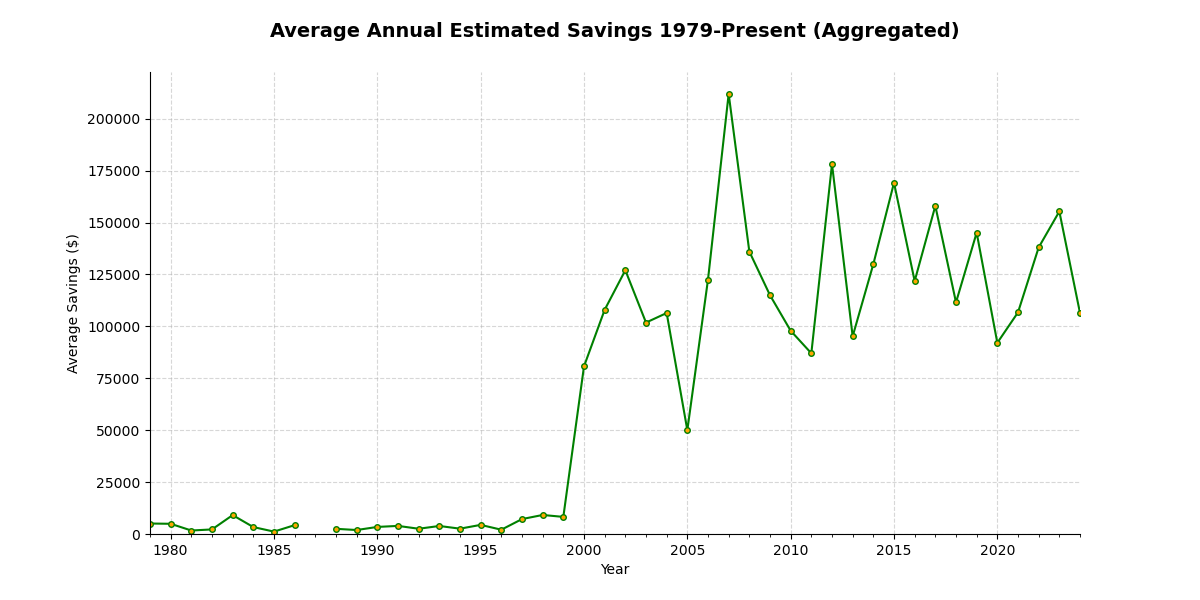 Average Annual Estimated Savings 1979-Present (Aggregated)
Average Savings ($)
200000
175000
150000
125000
100000
75000
50000
25000
0
1980 1985 1990 1995 2000 2005 2010 2015 2020
Year